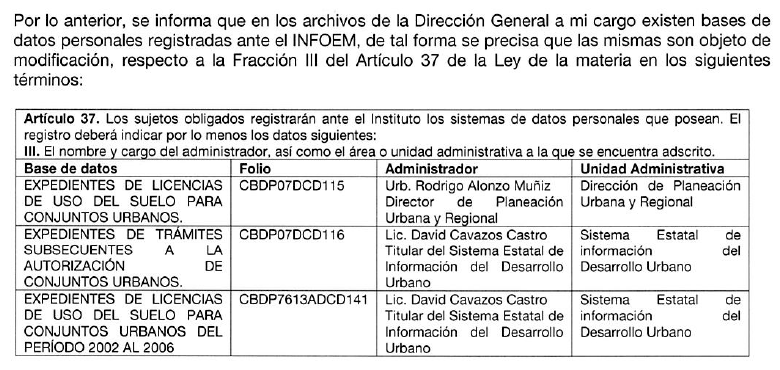 Por lo anterior, se informa que en los archivos de la Dirección General a mi cargo existen bases de
datos personales registradas ante el INFOEM, de tal forma se precisa que las mismas son objeto de
modificación, respecto a la Fracción III del Artículo 37 de la Ley de la materia en los siguientes
términos:
Artículo 37. Los sujetos obligados registrarán ante el Instituto los sistemas de datos personales que posean. El
registro deberá indicar por lo menos los datos siguientes:
III. El nombre y cargo del administrador, así como el área o unidad administrativa a la que se encuentra adscrito.
Base de datos Folio Administrador Unidad Administrativa
EXPEDIENTES DE LICENCIAS CBDP07DCD115 Urb. Rodrigo Alonzo Muñiz Dirección de Planeación
DE USO DEL SUELO PARA Director de Planeación Urbana y Regional
CONJUNTOS URBANOS. Urbana y Regional
EXPEDIENTES DE TRÁMITES CBDP07DCD116 Lic. David Cavazos Castro Sistema Estatal de
SUBSECUENTES A LA Titular del Sistema Estatal de información del
AUTORIZACIÓN DE Información del Desarrollo Desarrollo Urbano
CONJUNTOS URBANOS. Urbano
EXPEDIENTES DE LICENCIAS CBDP7613ADCD141 Lic. David Cavazos Castro Sistema Estatal de
DE USO DEL SUELO PARA Titular del Sistema Estatal de información del
CONJUNTOS URBANOS DEL Información del Desarrollo Desarrollo Urbano
PERÍODO 2002 AL 2006 Urbano